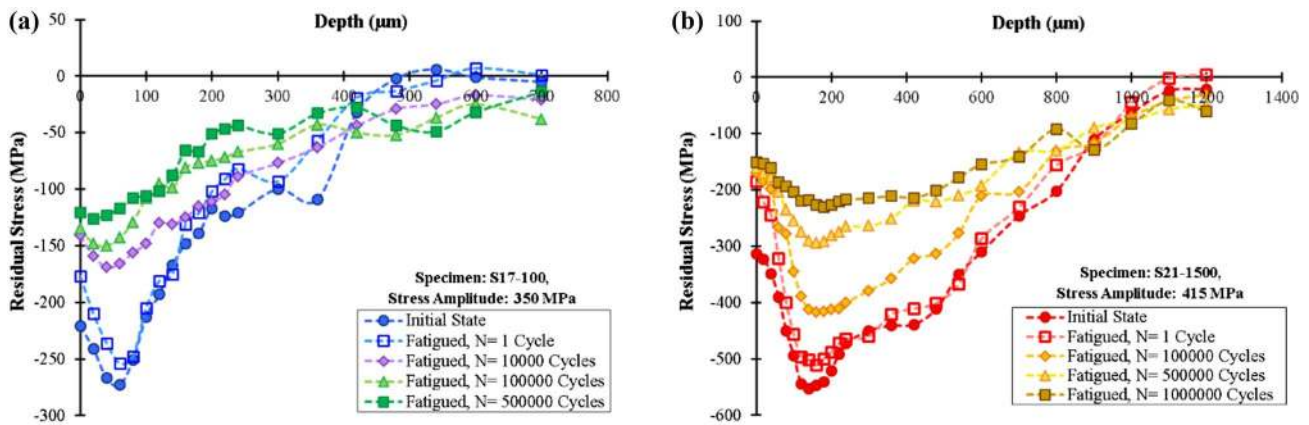 (a)
Depth (µm)
50
0
0
100
200
300
400
500
600
700
800
-50
-100
-150
-200
-250
-300
Residual Stress (MPa)
Specimen: S17-100,
Stress Amplitude: 350 MPa
Initial State
Fatigued, N= 1 Cycle
Fatigued, N= 10000 Cycles
Fatigued, N= 100000 Cycles
Fatigued, N= 500000 Cycles
(b)
Depth (µm)
100
0
0
200
400
600
800
1000
1200
1400
-100
-200
-300
-400
-500
-600
Residual Stress (MPa)
Specimen: S21-1500,
Stress Amplitude: 415 MPa
Initial State
Fatigued, N= 1 Cycle
Fatigued, N= 100000 Cycles
Fatigued, N= 500000 Cycles
Fatigued, N= 1000000 Cycles